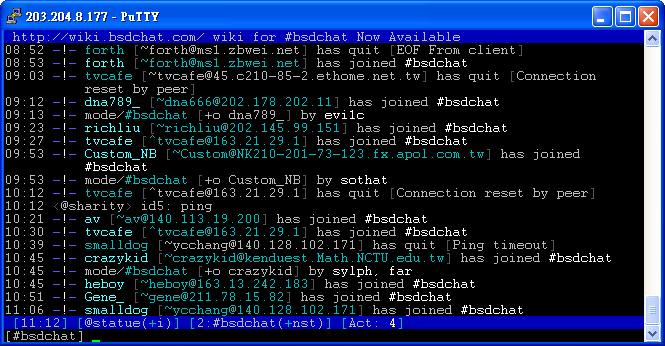 203.204.8.177 - PuTTY
http://wiki.bsdchat.com/ wiki for #bsdchat Now Available
08:52 -!- forth [~forth@ms1.zbwei.net] has quit [EOF From client]
08:53 -!- forth [~forth@ms1.zbwei.net] has joined #bsdchat
09:03 -!- tvcafe [~tvcafe@45.c210-85-2.ethome.net.tw] has quit [Connection
reset by peer]
09:12 -!- dna789_ [~dna666@202.178.202.11] has joined #bsdchat
09:13 -!- mode/#bsdchat [+o dna789_] by evilc
09:23 -!- richliu [~richliu@202.145.99.151] has joined #bsdchat
09:27 -!- tvcafe [^tvcafe@163.21.29.1] has joined #bsdchat
09:53 -!- Custom_NB [~Custom@NK210-201-73-123.fx.apol.com.tw] has joined
#bsdchat
09:53 -!- mode/#bsdchat [+o Custom_NB] by sothat
10:12 -!- tvcafe [^tvcafe@163.21.29.1] has quit [Connection reset by peer]
10:12 <@sharity> id5: ping
10:21 -!- av [~av@140.113.19.200] has joined #bsdchat
10:30 -!- tvcafe [^tvcafe@163.21.29.1] has joined #bsdchat
10:39 -!- smalldog [~ycchang@140.128.102.171] has quit [Ping timeout]
10:45 -!- crazykid [~crazykid@kenduest.Math.NCTU.edu.tw] has joined #bsdchat
10:45 -!- mode/#bsdchat [+o crazykid] by sylph, far
10:45 -!- heboy [~heboy@163.13.242.183] has joined #bsdchat
10:51 -!- Gene_ [~gene@211.78.15.82] has joined #bsdchat
11:06 -!- smalldog [~ycchang@140.128.102.171] has joined #bsdchat
[11:12] [@statue(+i)] [2:#bsdchat(+nst)] [Act: 4]
[#bsdchat]